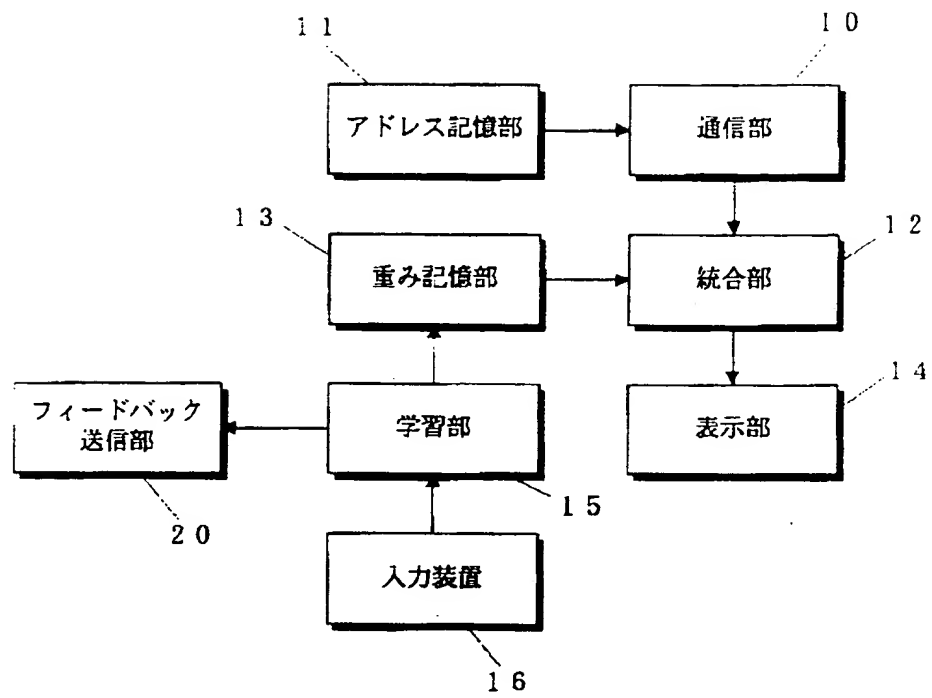 １１
１０
アドレス記憶部
通信部
１３
１２
重み記憶部
統合部
１４
フィードバック
送信部
学習部
表示部
２０
１５
入力装置
１６